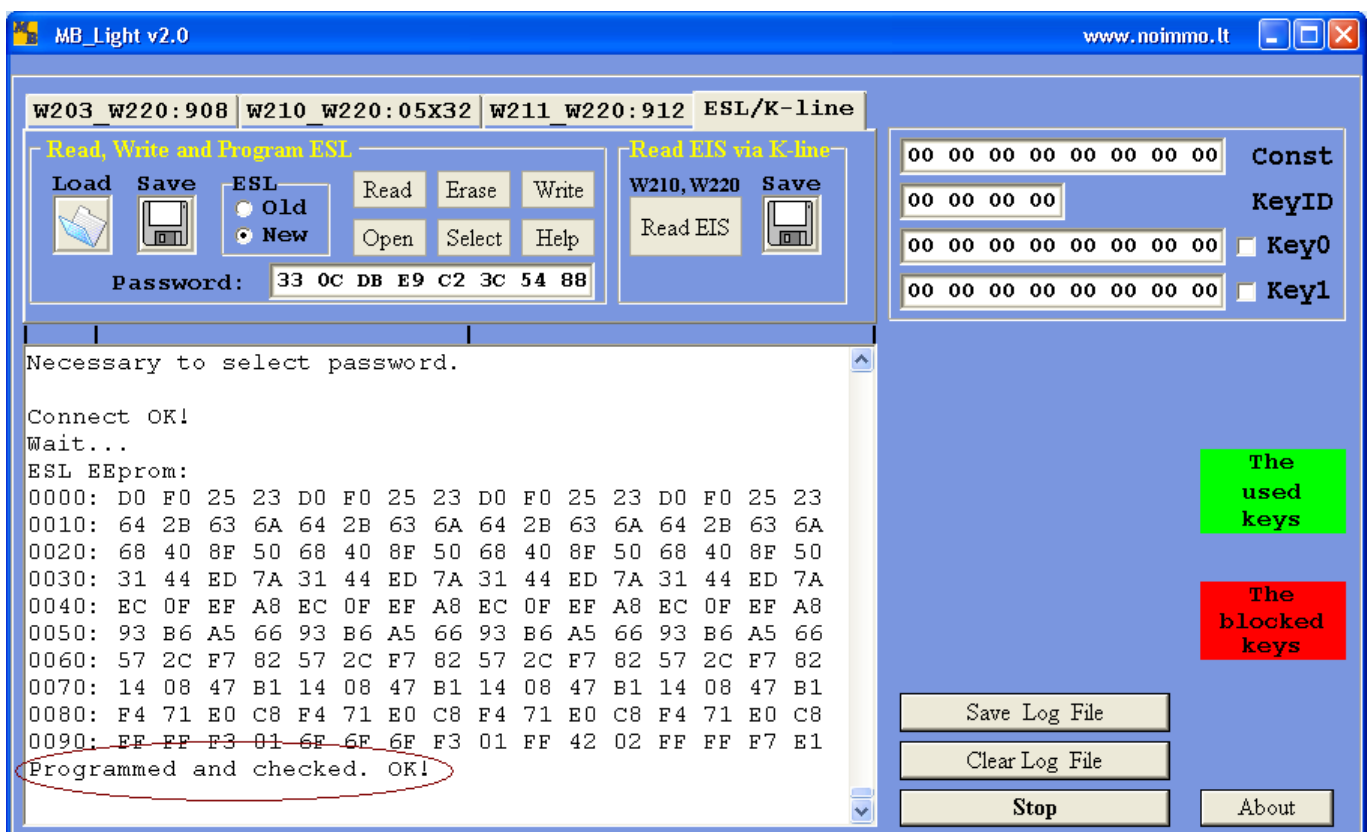 MB_Light v2.0 www.noimmo.lt
W203_W220:908 W210_W220:05X32 W211_W220:912 ESL/K-line
Read, Write and Program ESL
Load Save ESL
Old
New
Read Erase Write
Open Select Help
Password: 33 0C DB E9 C2 3C 54 88
Read EIS via K-line
W210, W220 Save
Read EIS
00 00 00 00 00 00 00 00 Const
00 00 00 00 KeyID
00 00 00 00 00 00 00 00 Key0
00 00 00 00 00 00 00 00 Key1
Necessary to select password.
Connect OK!
Wait...
ESL EEprom:
0000: D0 F0 25 23 D0 F0 25 23 D0 F0 25 23 D0 F0 25 23
0010: 64 2B 63 6A 64 2B 63 6A 64 2B 63 6A 64 2B 63 6A
0020: 68 40 8F 50 68 40 8F 50 68 40 8F 50 68 40 8F 50
0030: 31 44 ED 7A 31 44 ED 7A 31 44 ED 7A 31 44 ED 7A
0040: EC 0F EF A8 EC 0F EF A8 EC 0F EF A8 EC 0F EF A8
0050: 93 B6 A5 66 93 B6 A5 66 93 B6 A5 66 93 B6 A5 66
0060: 57 2C F7 82 57 2C F7 82 57 2C F7 82 57 2C F7 82
0070: 14 08 47 B1 14 08 47 B1 14 08 47 B1 14 08 47 B1
0080: F4 71 E0 C8 F4 71 E0 C8 F4 71 E0 C8 F4 71 E0 C8
0090: FF FF F3 01 6F 6F 6F F3 01 FF 42 02 FF FF F7 E1
Programmed and checked. OK!
The
used
keys
The
blocked
keys
Save Log File
Clear Log File
Stop
About